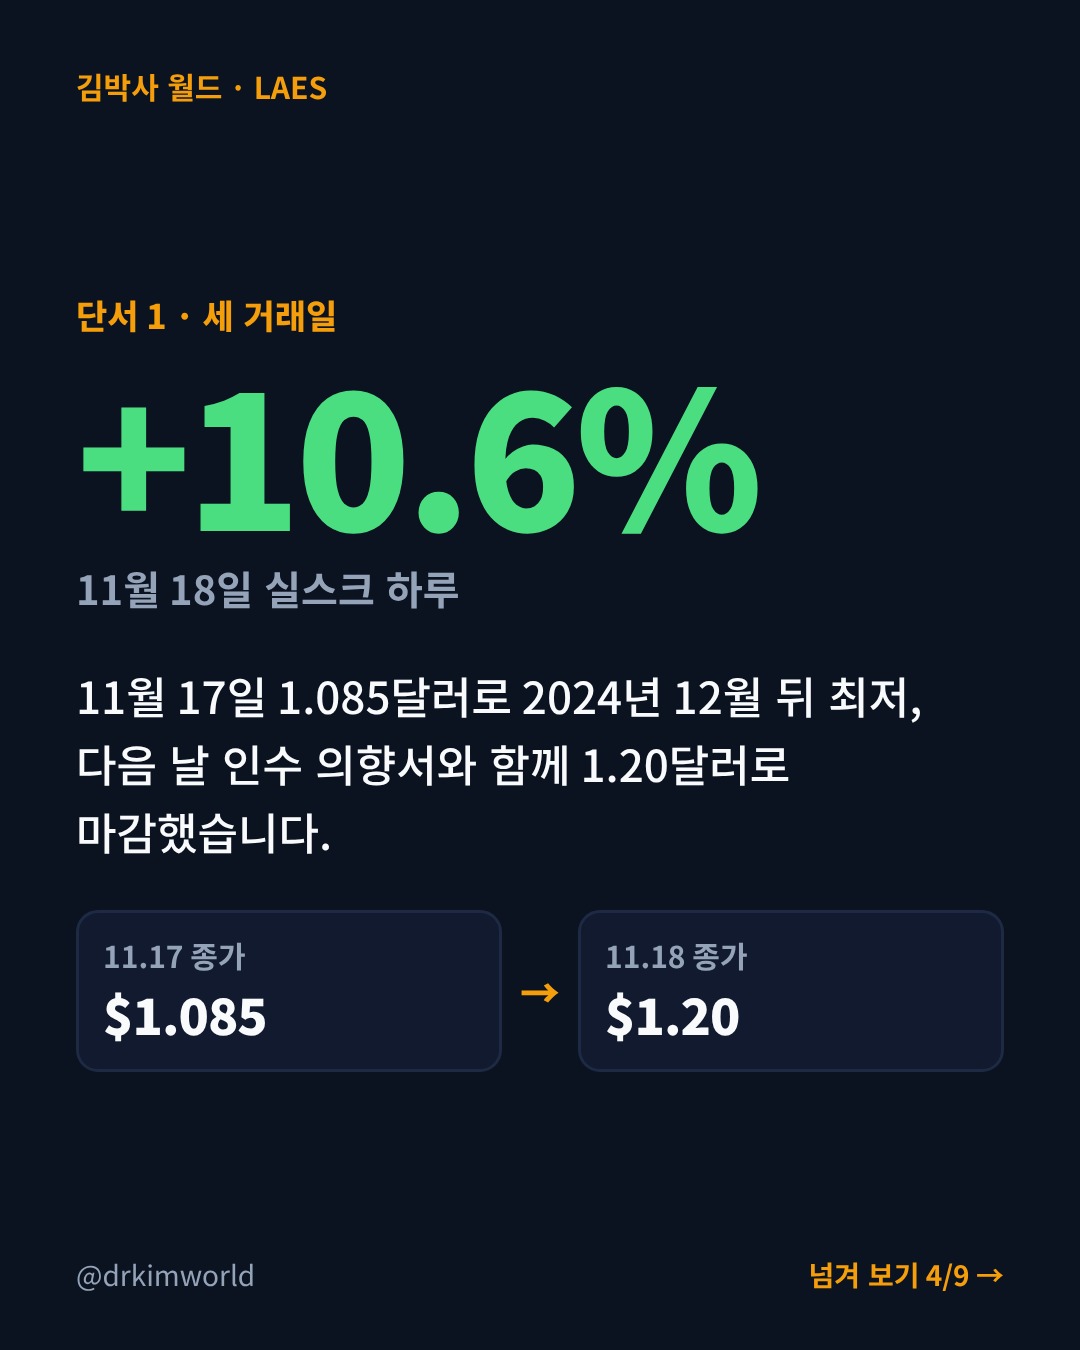 김박사 월드 · LAES
단서 1 · 세 거래일
+10.6%
11월 18일 실스크 하루
11월 17일 1.085달러로 2024년 12월 뒤 최저,
다음 날 인수 의향서와 함께 1.20달러로
마감했습니다.
11.17 종가
$1.085
→
11.18 종가
$1.20
@drkimworld
넘겨 보기 4/9 →